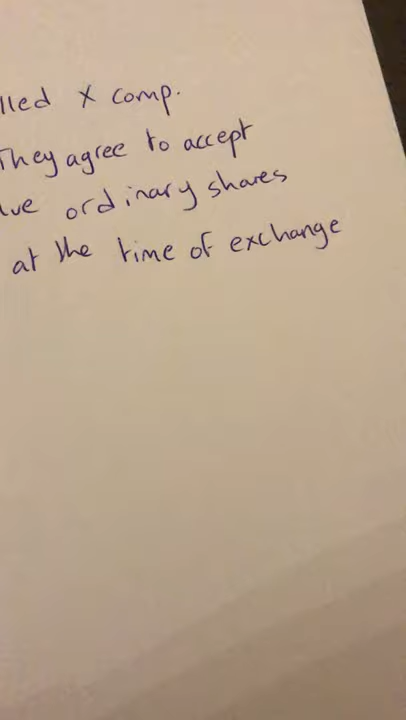 lled X comp.
They agree to accept
lue ordinary shares
at the time of exchange